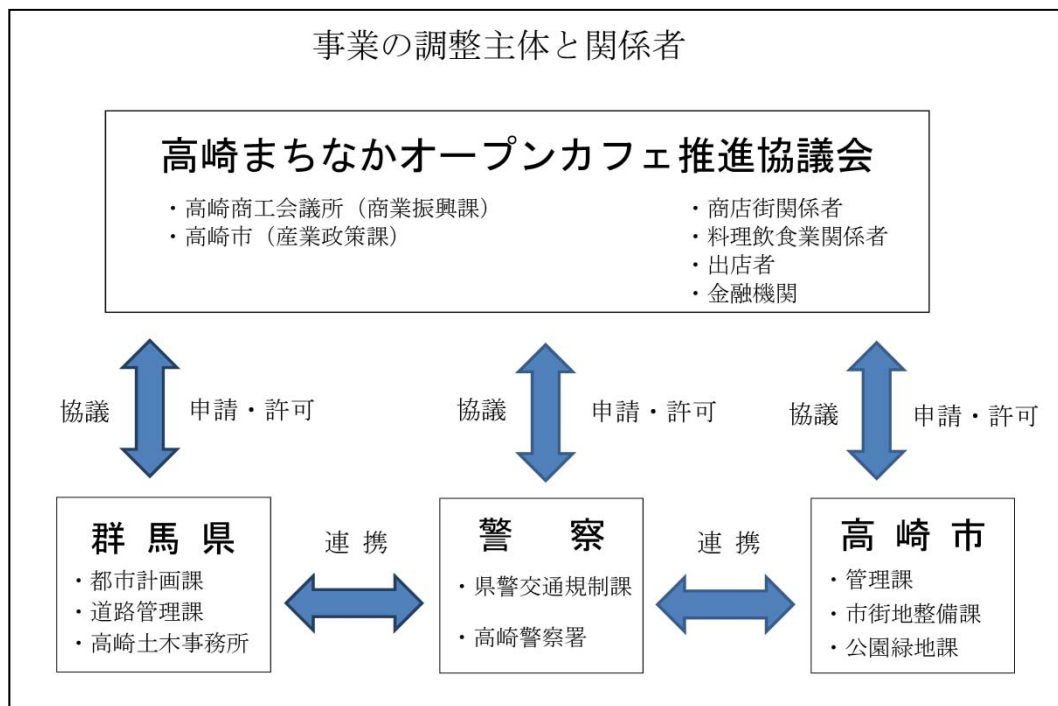 事業の調整主体と関係者
高崎まちなかオープンカフェ推進協議会
・高崎商工会議所（商業振興課）
・高崎市（産業政策課）
・商店街関係者
・料理飲食業関係者
・出店者
・金融機関
協議 申請・許可
協議 申請・許可
協議 申請・許可
群馬県
・都市計画課
・道路管理課
・高崎土木事務所
連携
警察
・県警交通規制課
・高崎警察署
連携
高崎市
・管理課
・市街地整備課
・公園緑地課